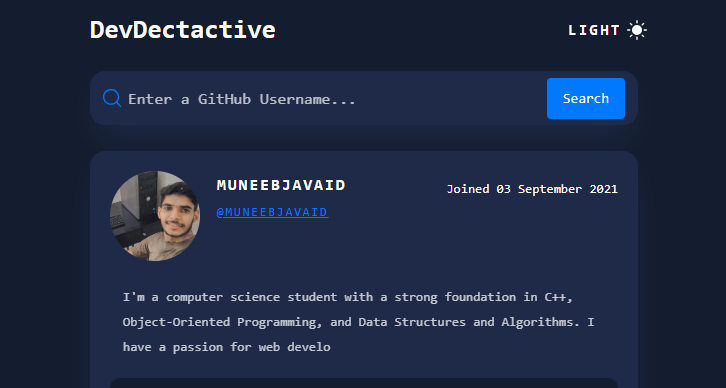 DevDectactive
LIGHT
Enter a GitHub Username...
Search
MUNEEBJAVAID
Joined 03 September 2021
@MUNEEBJAVAID
I'm a computer science student with a strong foundation in C++,
Object-Oriented Programming, and Data Structures and Algorithms. I
have a passion for web develo